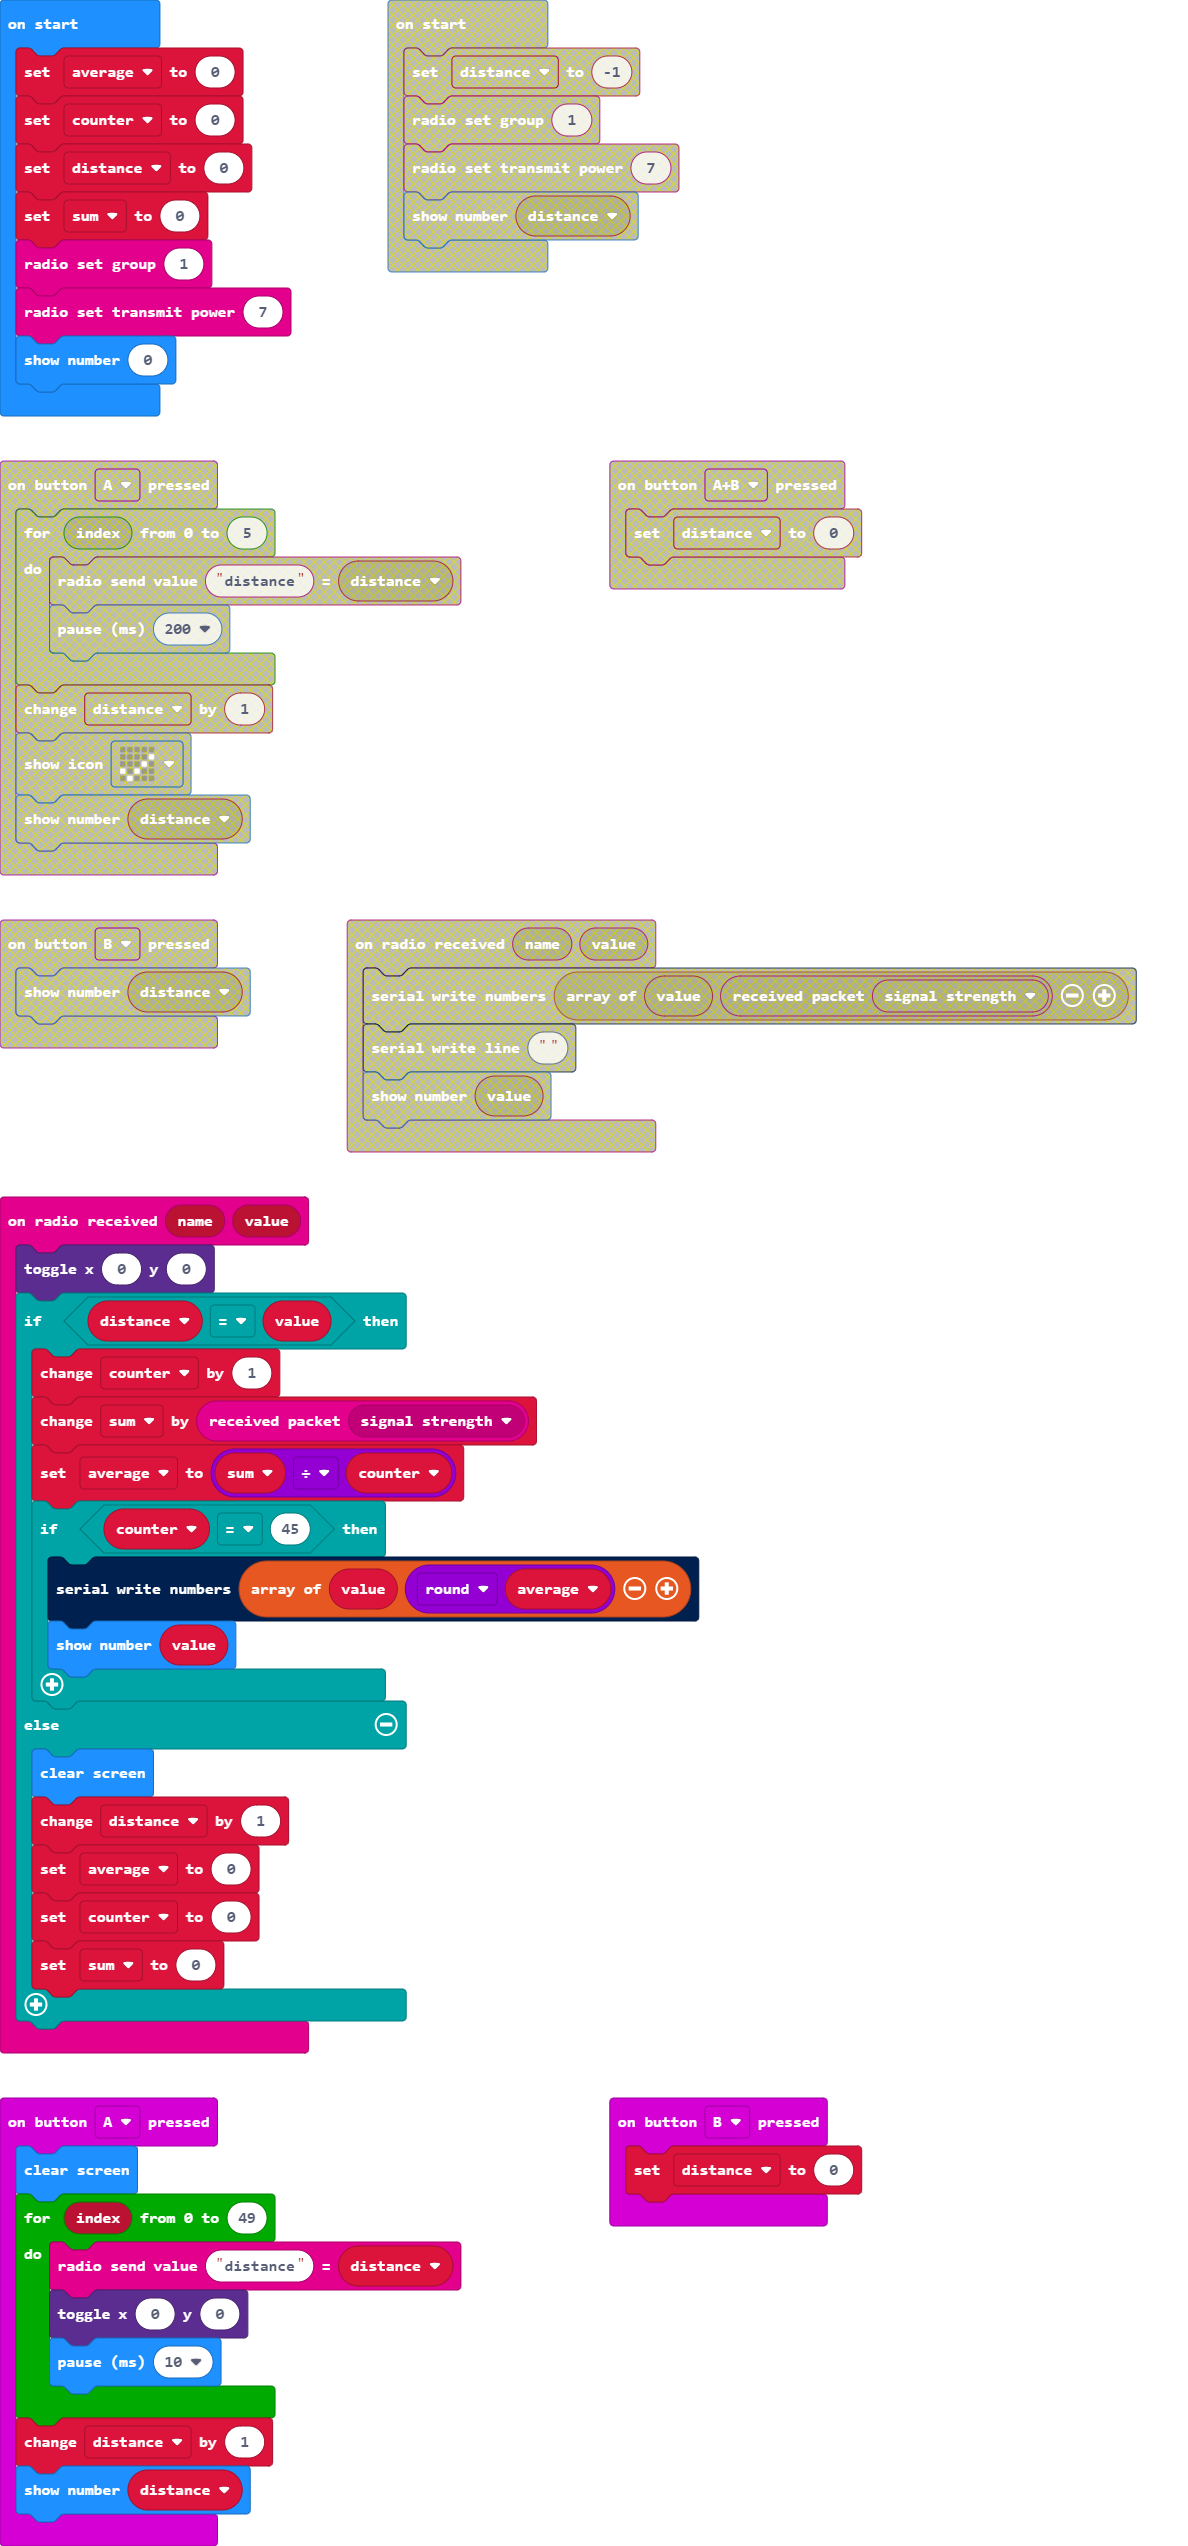 on start
set average to 0
set counter to 0
set distance to 0
set sum to 0
radio set group 1
radio set transmit power 7
show number 0
on start
set distance to -1
radio set group 1
radio set transmit power 7
show number distance
on button A pressed
for index from 0 to 5
do
radio send value "distance" = distance
pause (ms) 200
change distance by 1
show icon
show number distance
on button A+B pressed
set distance to 0
on button B pressed
show number distance
on radio received name value
serial write numbers array of value received packet signal strength
serial write line " "
show number value
on radio received name value
toggle x 0 y 0
if distance = value then
change counter by 1
change sum by received packet signal strength
set average to sum ÷ counter
if counter = 45 then
serial write numbers array of value round average
show number value
else
clear screen
change distance by 1
set average to 0
set counter to 0
set sum to 0
on button A pressed
clear screen
for index from 0 to 49
do
radio send value "distance" = distance
toggle x 0 y 0
pause (ms) 10
change distance by 1
show number distance
on button B pressed
set distance to 0